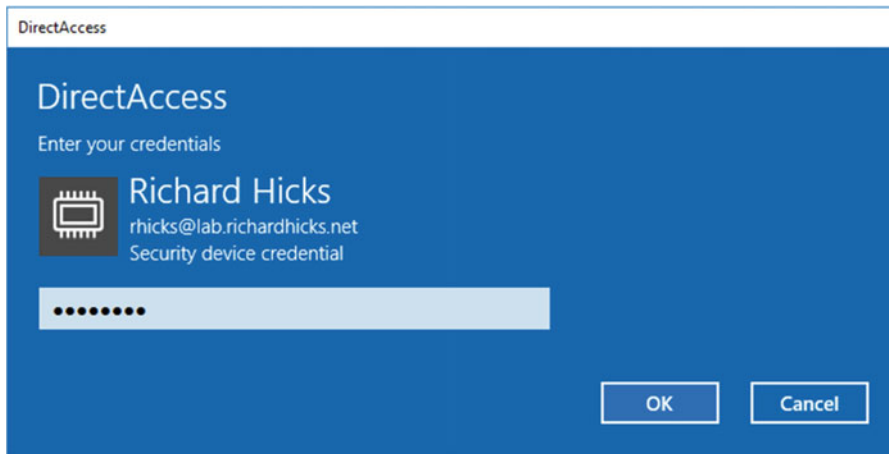 DirectAccess
DirectAccess
Enter your credentials
Richard Hicks
rhicks@lab.richardhicks.net
Security device credential
••••••••
OK
Cancel